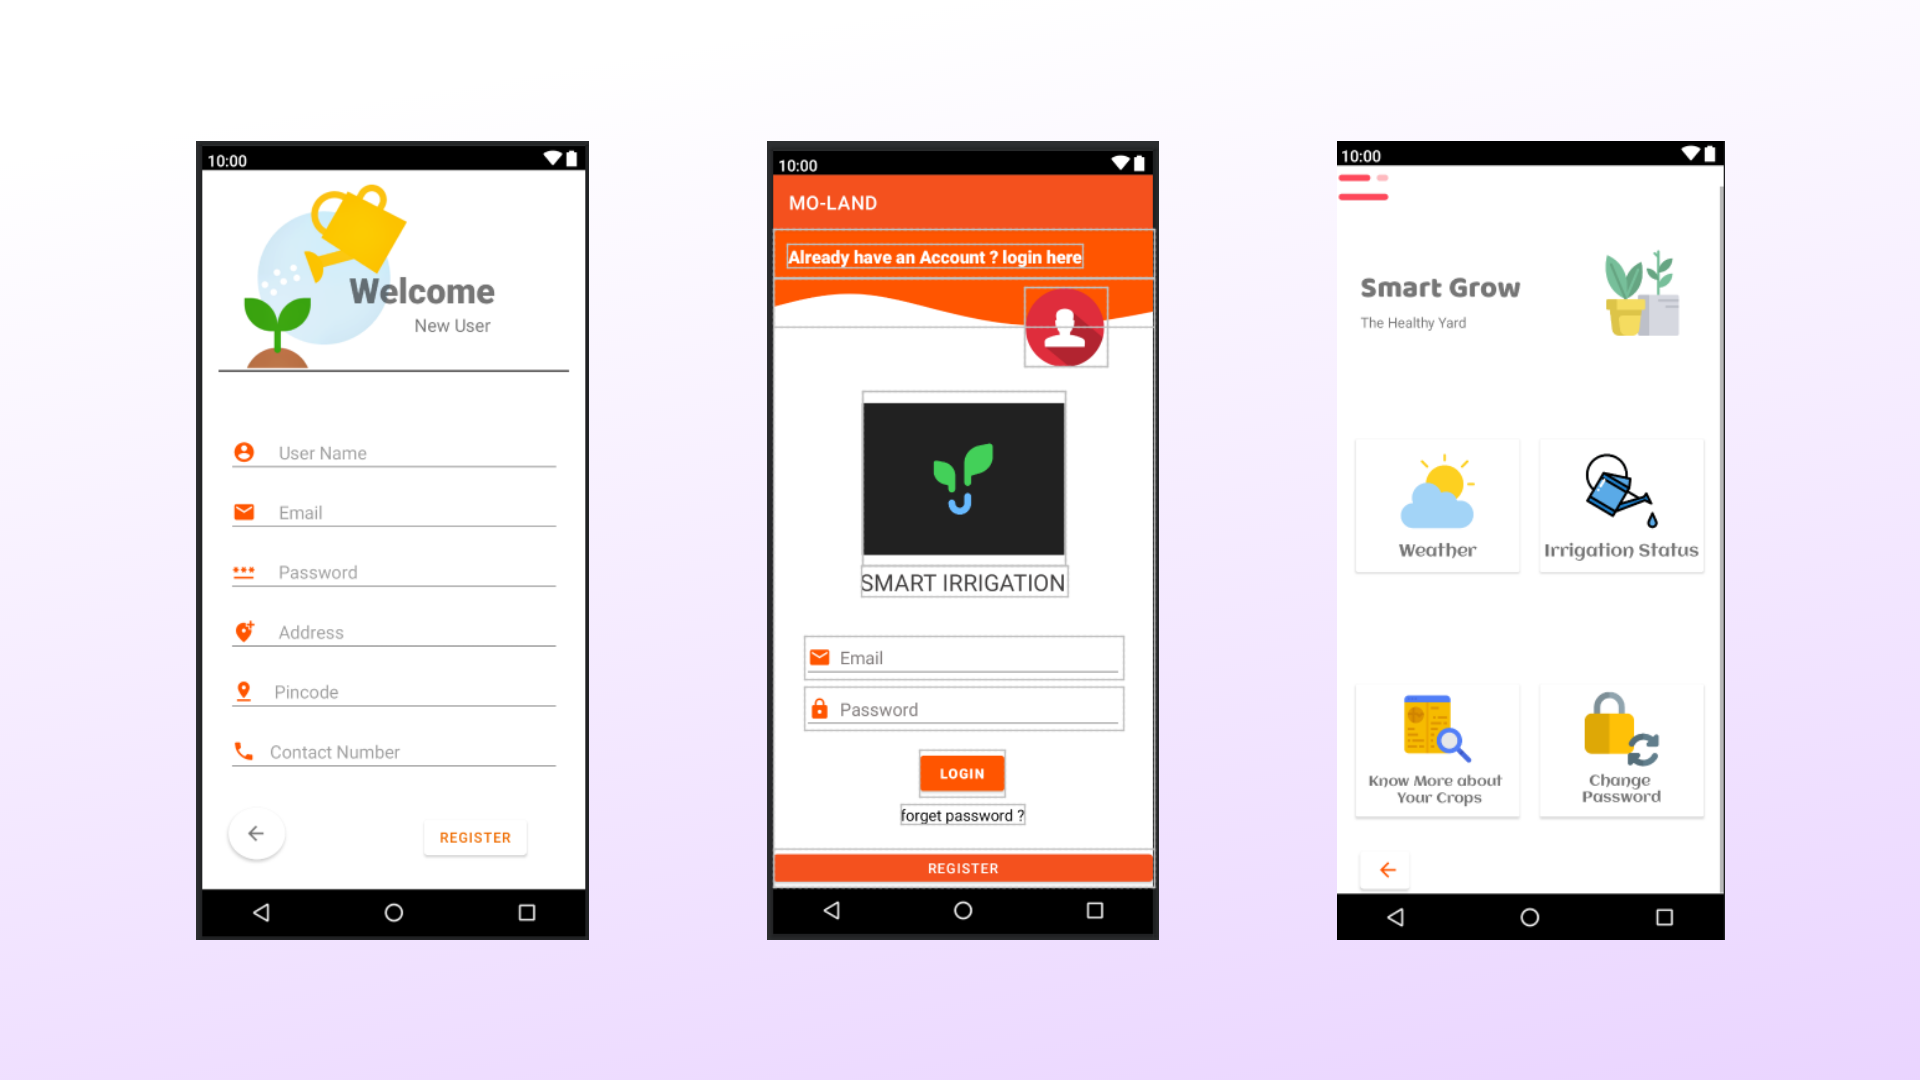 10:00
Welcome
New User
User Name
Email
Password
Address
Pincode
Contact Number
REGISTER
10:00
MO-LAND
Already have an Account ? login here
SMART IRRIGATION
Email
Password
LOGIN
forget password ?
REGISTER
10:00
Smart Grow
The Healthy Yard
Weather
Irrigation Status
Know More about
Your Crops
Change
Password